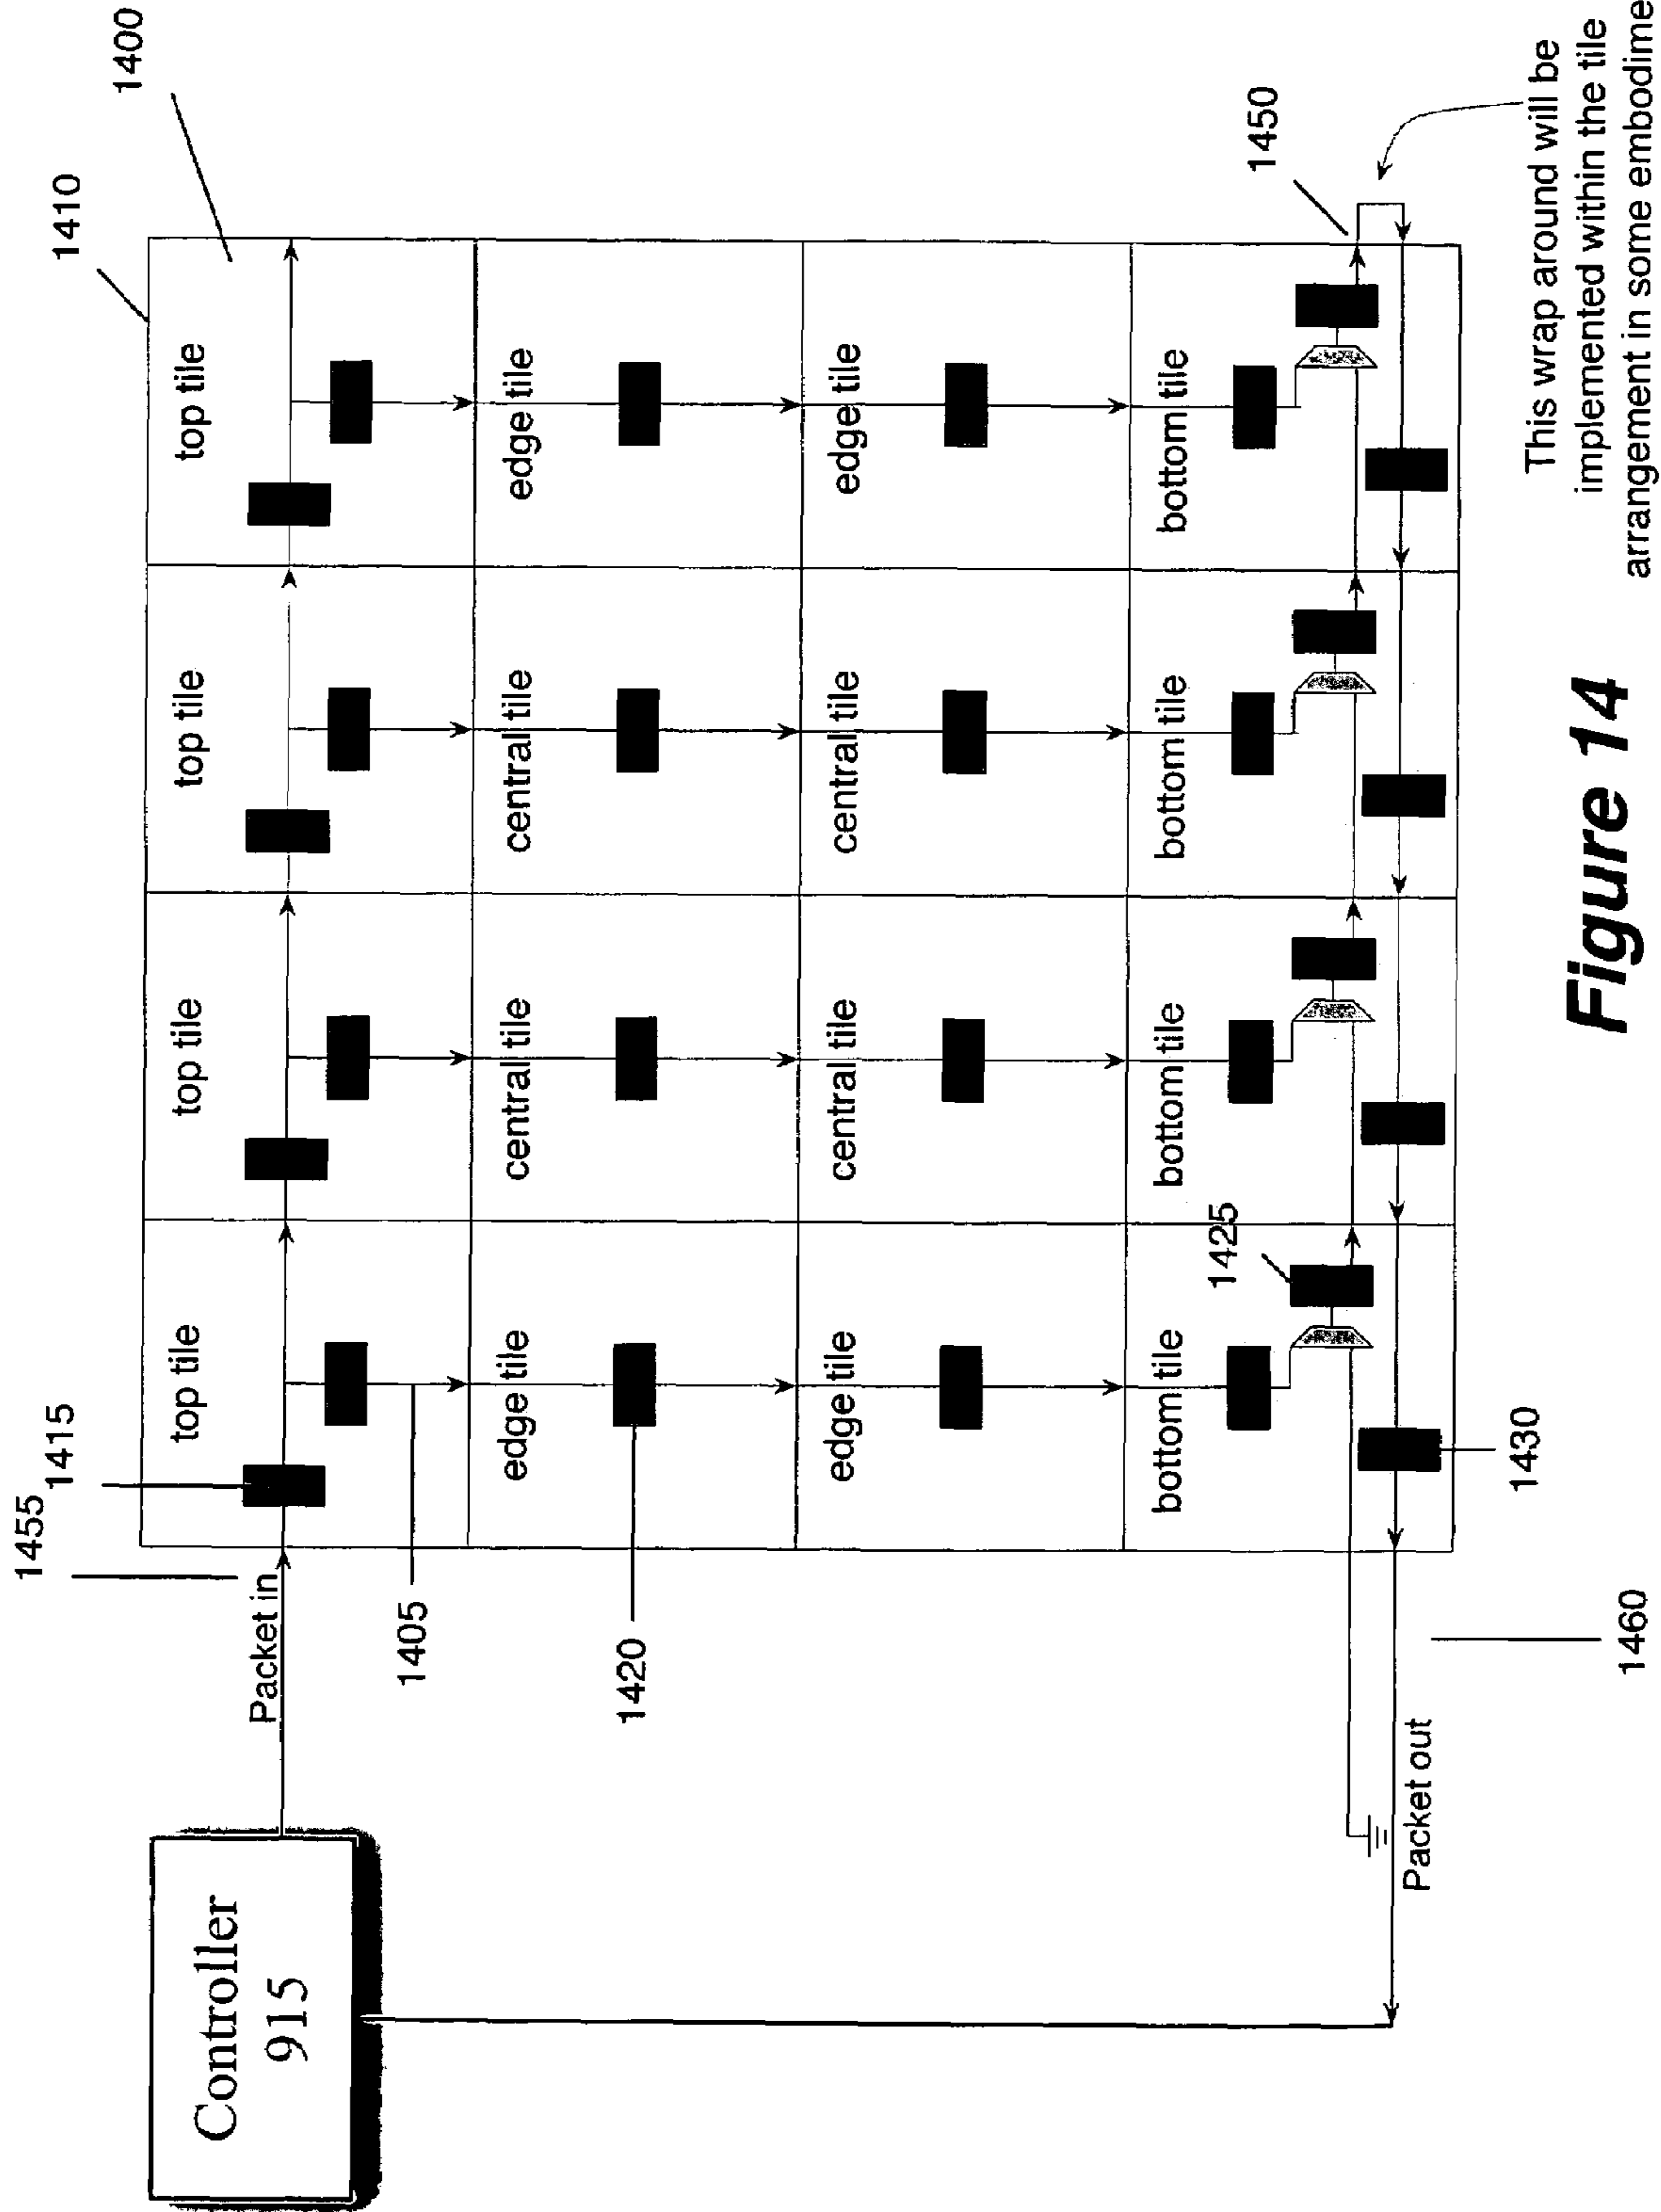 1410
1400
1455
1415
Controller
915
Packet in
top tile
top tile
top tile
top tile
1405
edge tile
central tile
central tile
edge tile
1420
edge tile
central tile
central tile
edge tile
bottom tile
bottom tile
bottom tile
bottom tile
1425
1450
Packet out
1460
1430
This wrap around will be
implemented within the tile
arrangement in some embodime
Figure 14